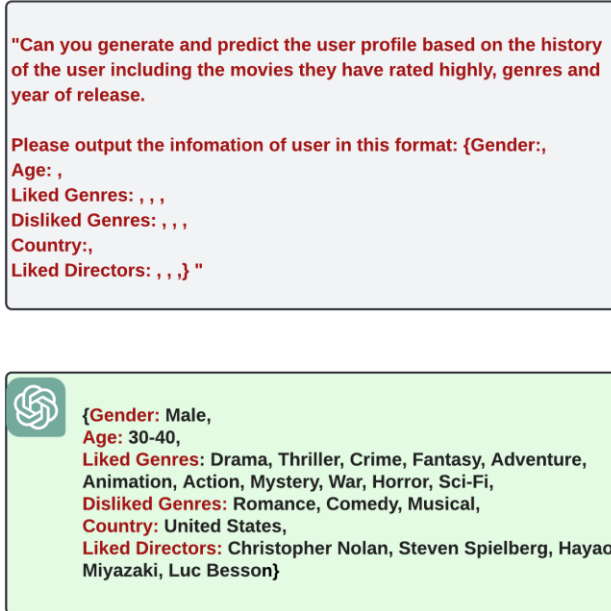 "Can you generate and predict the user profile based on the history
of the user including the movies they have rated highly, genres and
year of release.
Please output the infomation of user in this format: {Gender:,
Age: ,
Liked Genres: , , ,
Disliked Genres: , , ,
Country:,
Liked Directors: , , ,} "
{Gender: Male,
Age: 30-40,
Liked Genres: Drama, Thriller, Crime, Fantasy, Adventure,
Animation, Action, Mystery, War, Horror, Sci-Fi,
Disliked Genres: Romance, Comedy, Musical,
Country: United States,
Liked Directors: Christopher Nolan, Steven Spielberg, Hayao
Miyazaki, Luc Besson}